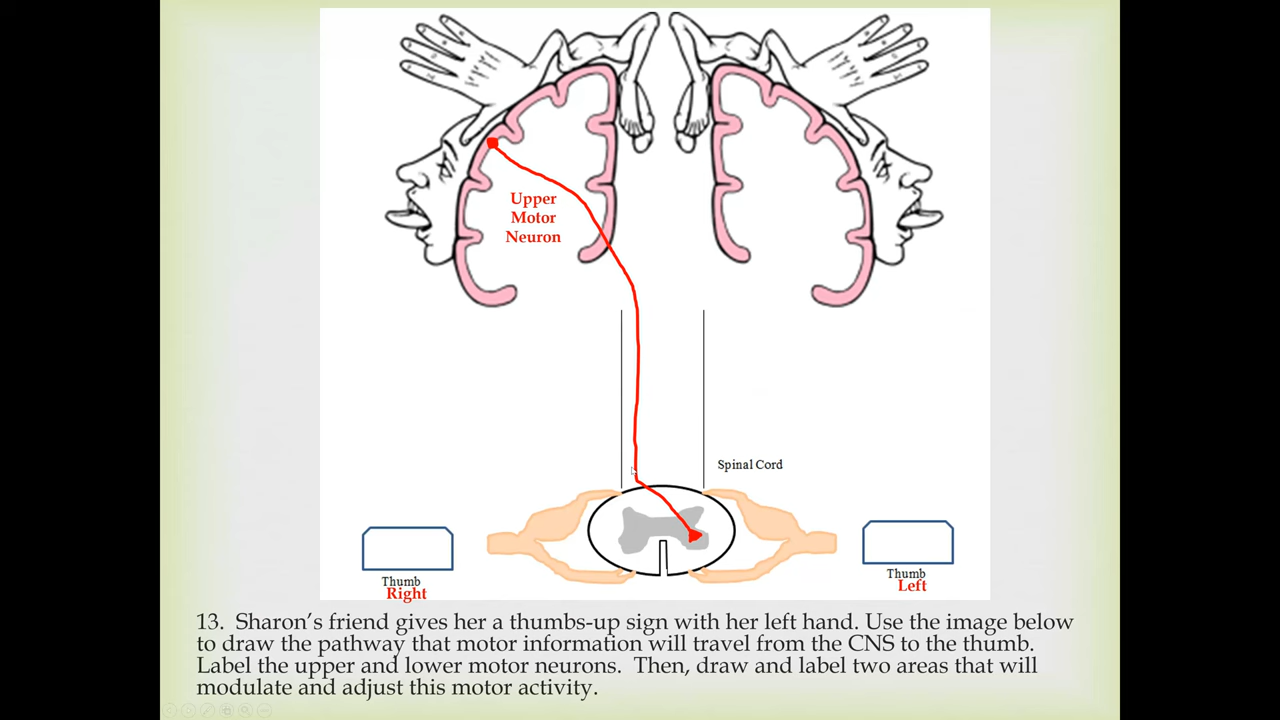 Upper
Motor
Neuron
Spinal Cord
Thumb
Right
Thumb
Left
13. Sharon's friend gives her a thumbs-up sign with her left hand. Use the image below
to draw the pathway that motor information will travel from the CNS to the thumb.
Label the upper and lower motor neurons. Then, draw and label two areas that will
modulate and adjust this motor activity.